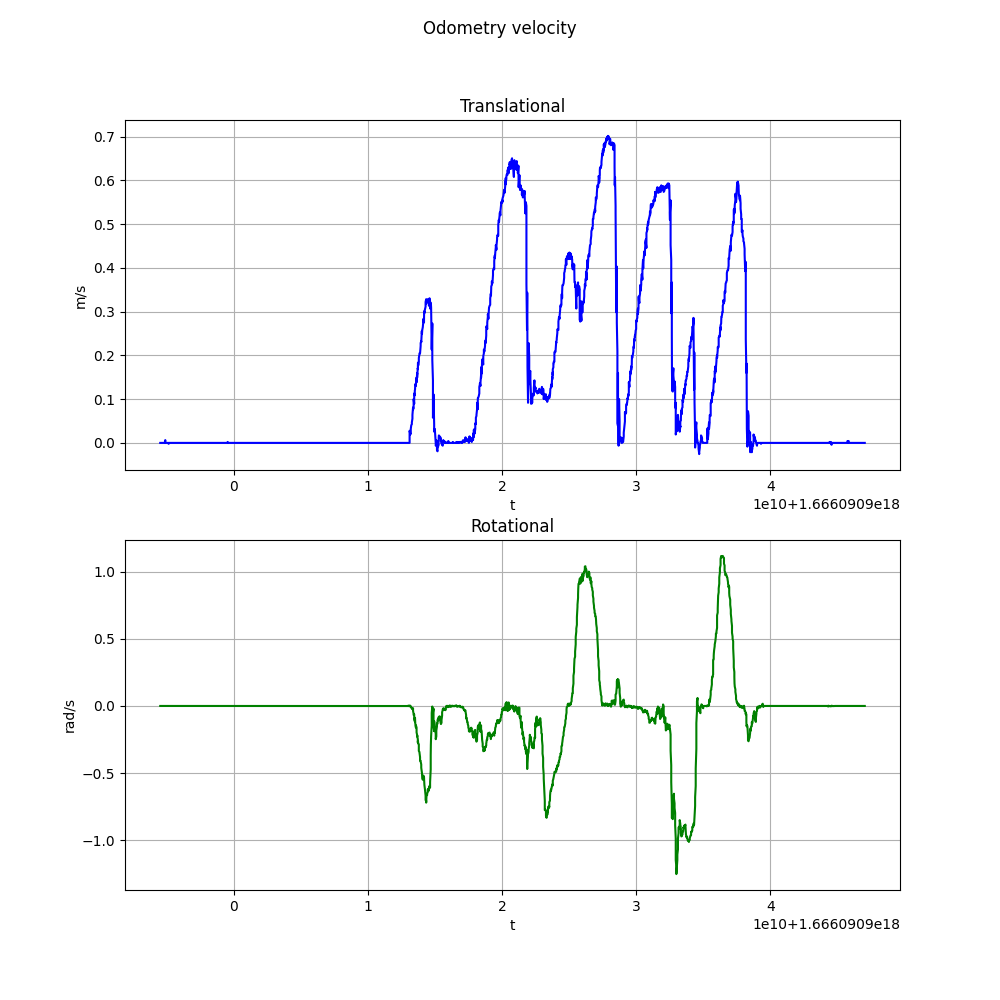 Odometry velocity
Translational
0.7
0.6
0.5
0.4
0.3
0.2
0.1
0.0
m/s
0 1 2 3 4
t
1e10+1.6660909e18
Rotational
1.0
0.5
0.0
−0.5
−1.0
rad/s
0 1 2 3 4
t
1e10+1.6660909e18